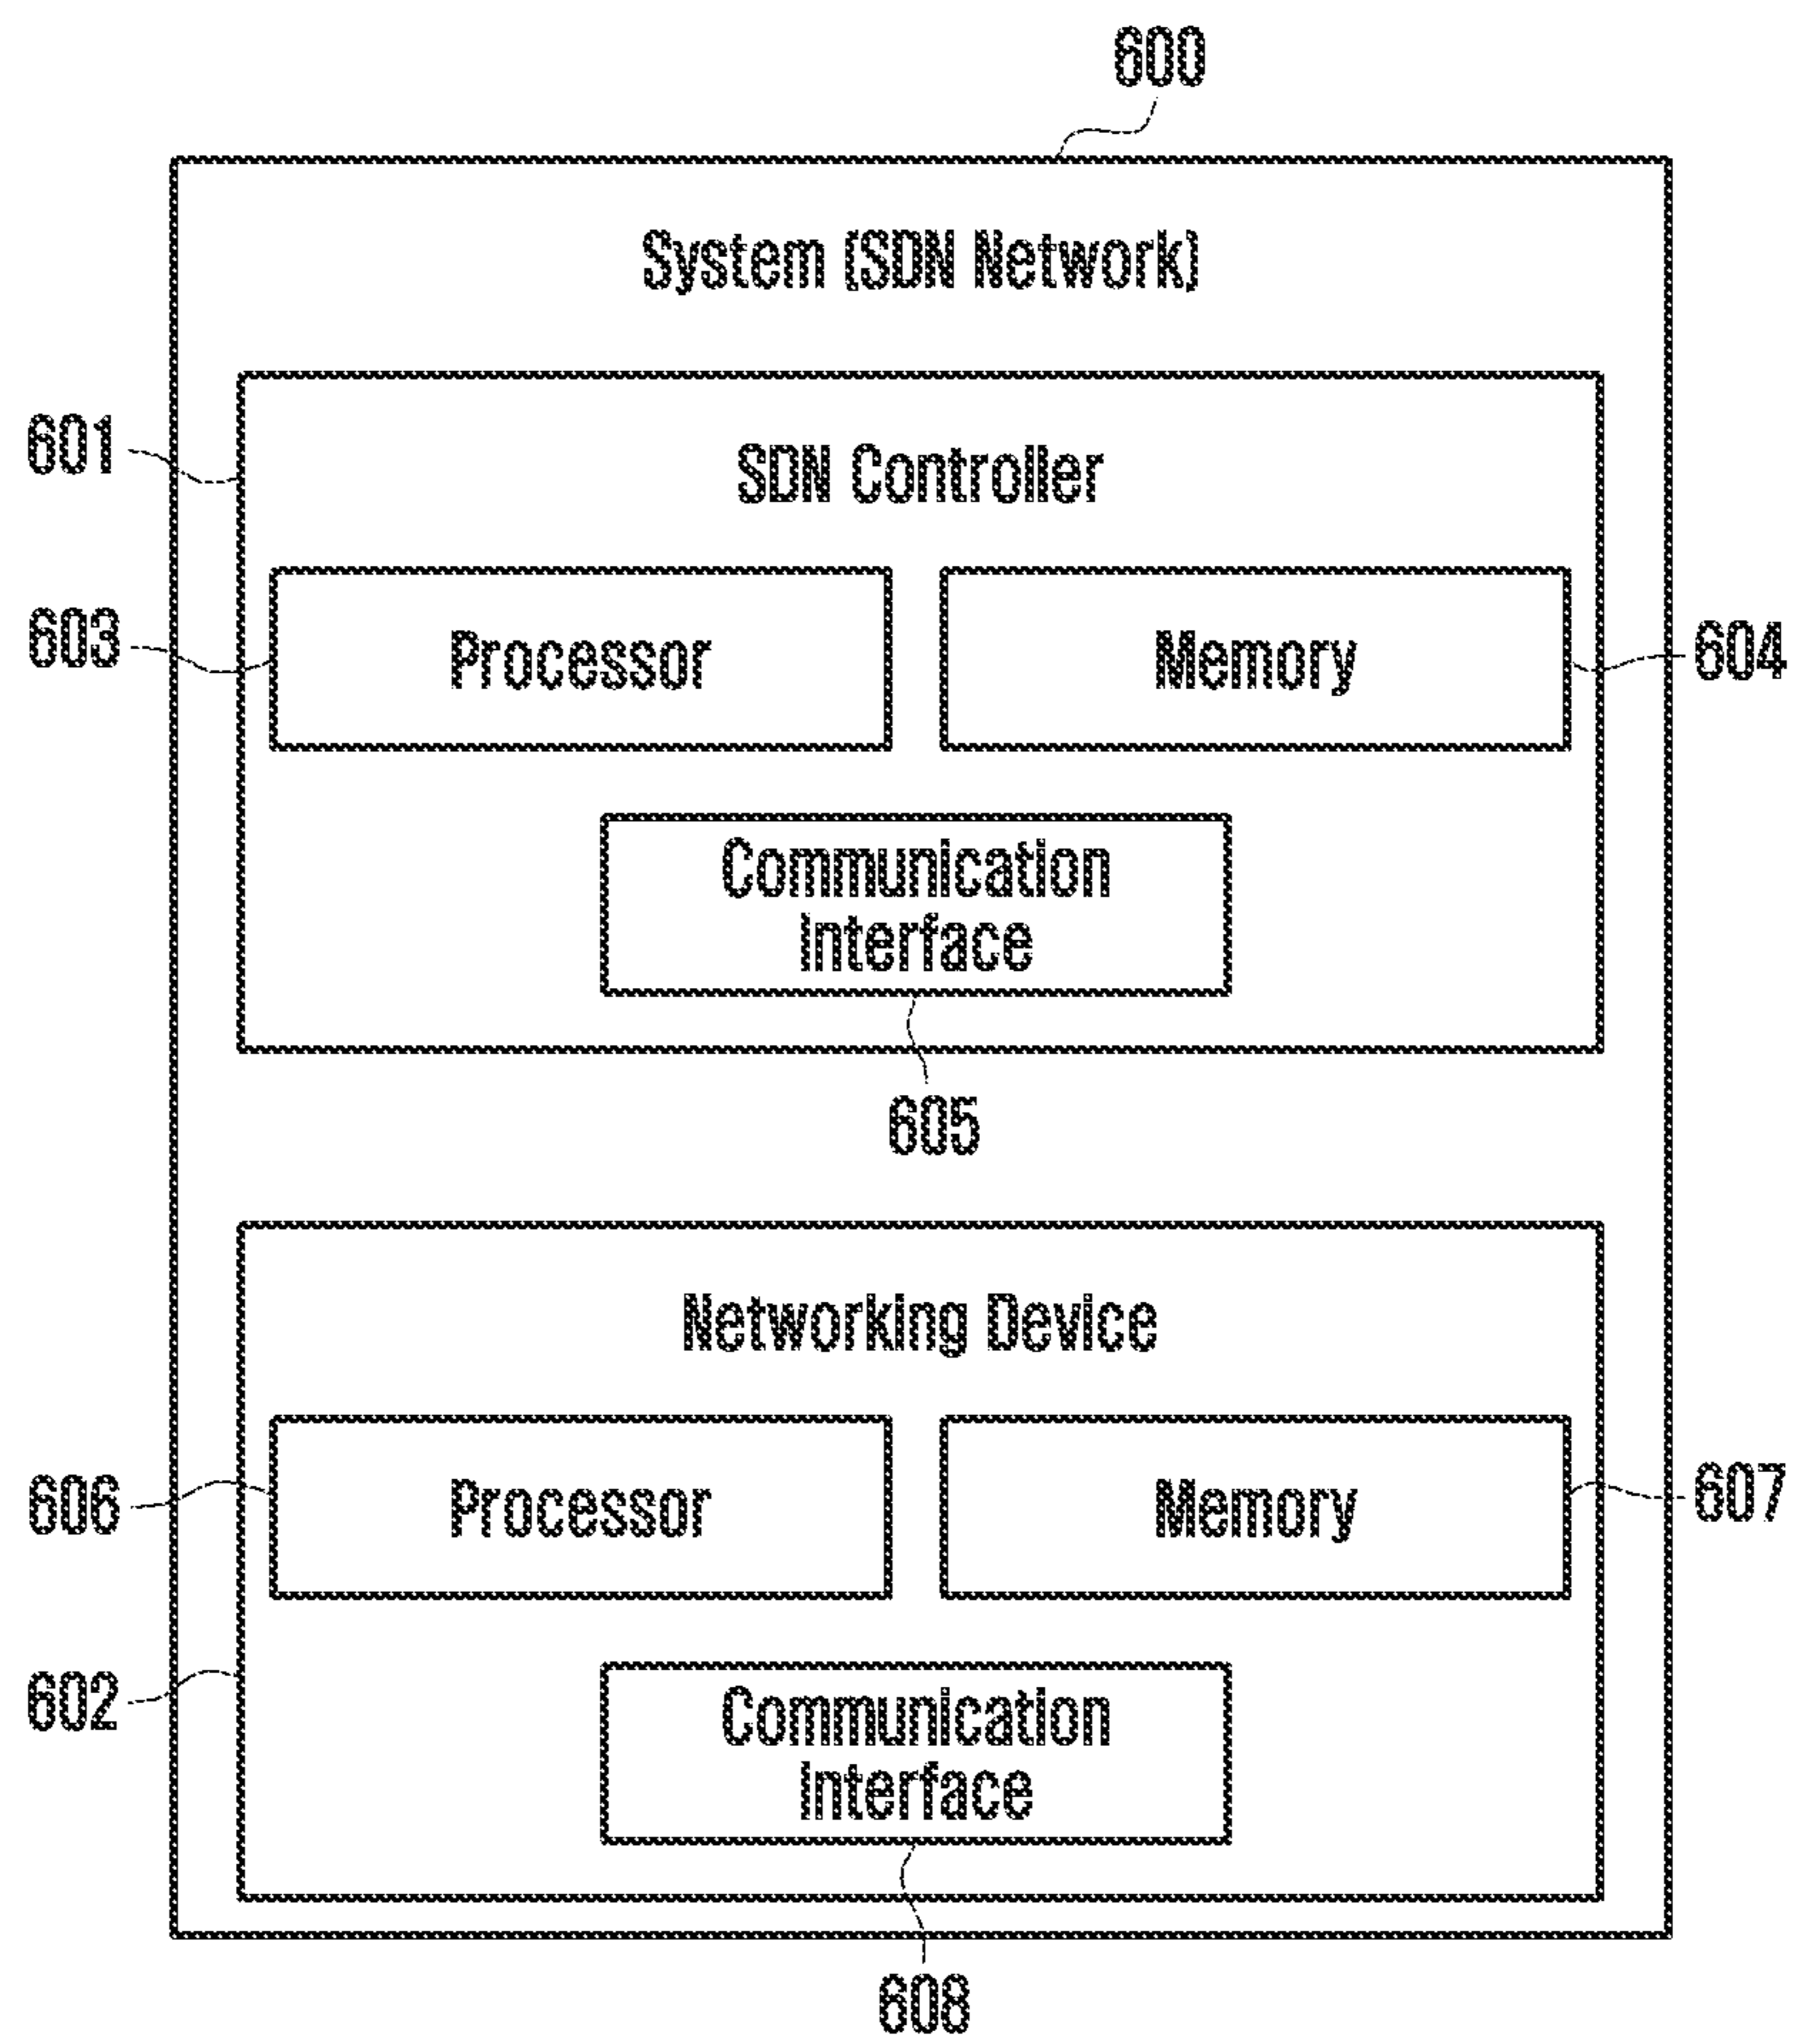 600
System (SDN Network)
601
SDN Controller
603
Processor
Memory
604
Communication
Interface
605
Networking Device
606
Processor
Memory
607
602
Communication
Interface
608